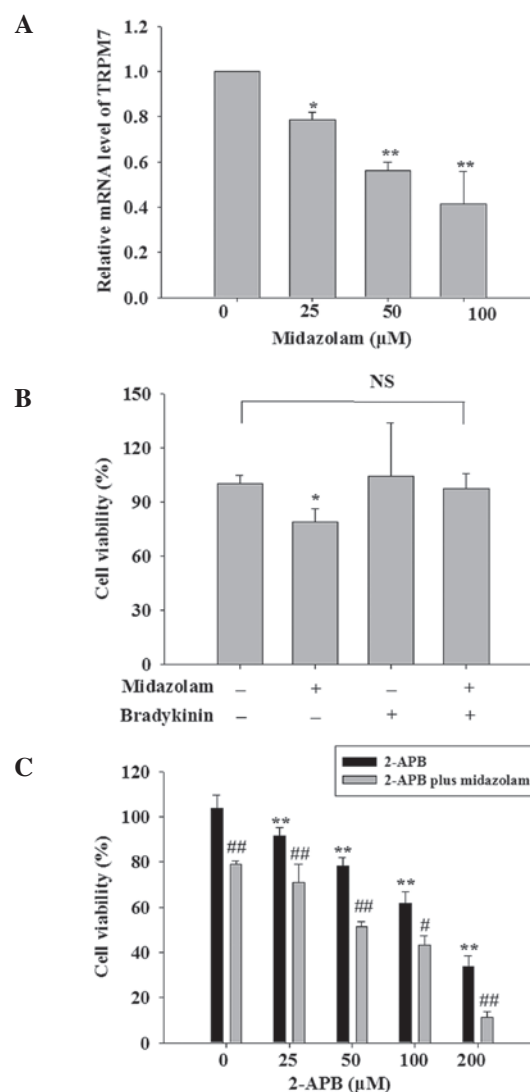 A
Relative mRNA level of TRPM7
1.2
1.0
0.8
0.6
0.4
0.2
0.0
*
**
**
0 25 50 100
Midazolam (µM)
B
Cell viability (%)
150
120
90
60
30
0
NS
*
Midazolam – + – +
Bradykinin – – + +
C
2-APB
2-APB plus midazolam
Cell viability (%)
120
100
80
60
40
20
0
## ** ## ** ## ** # ** ##
0 25 50 100 200
2-APB (µM)